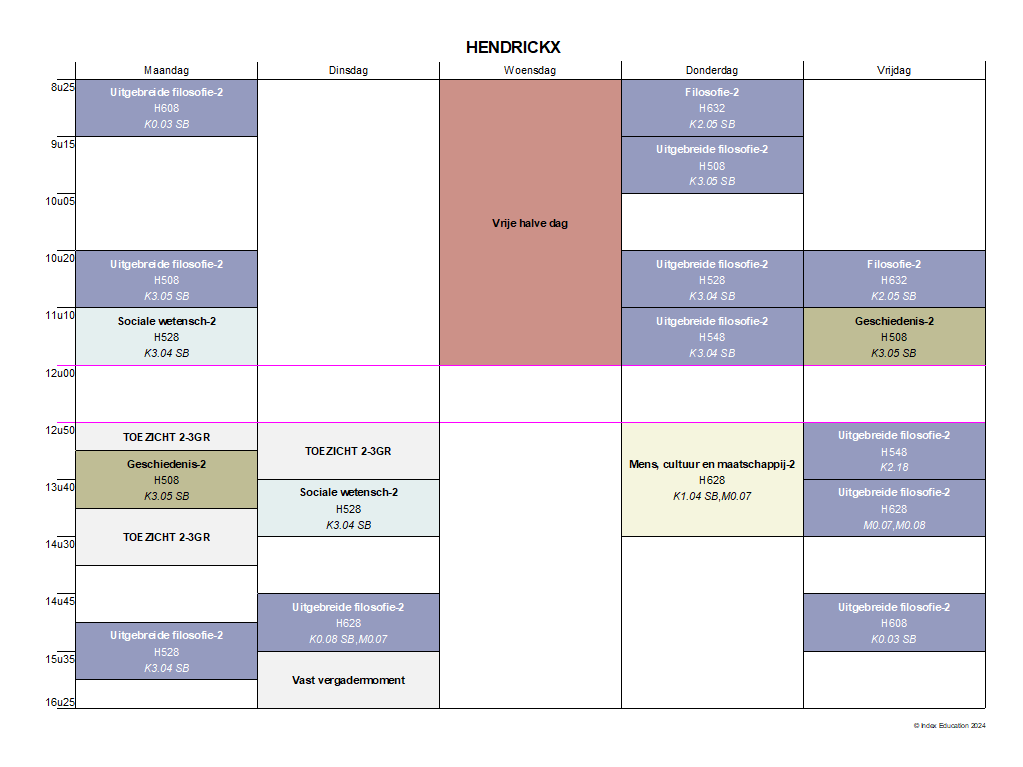 HENDRICKX
Maandag
Dinsdag
Woensdag
Donderdag
Vrijdag
8u25
9u15
10u05
10u20
11u10
12u00
12u50
13u40
14u30
14u45
15u35
16u25
Uitgebreide filosofie-2
H608
K0.03 SB
Uitgebreide filosofie-2
H508
K3.05 SB
Sociale wetensch-2
H528
K3.04 SB
TOEZICHT 2-3GR
Geschiedenis-2
H508
K3.05 SB
TOEZICHT 2-3GR
Uitgebreide filosofie-2
H528
K3.04 SB
TOEZICHT 2-3GR
Sociale wetensch-2
H528
K3.04 SB
Uitgebreide filosofie-2
H628
K0.08 SB,M0.07
Vast vergadermoment
Vrije halve dag
Filosofie-2
H632
K2.05 SB
Uitgebreide filosofie-2
H508
K3.05 SB
Uitgebreide filosofie-2
H528
K3.04 SB
Uitgebreide filosofie-2
H548
K3.04 SB
Mens, cultuur en maatschappij-2
H628
K1.04 SB,M0.07
Filosofie-2
H632
K2.05 SB
Geschiedenis-2
H508
K3.05 SB
Uitgebreide filosofie-2
H548
K2.18
Uitgebreide filosofie-2
H628
M0.07,M0.08
Uitgebreide filosofie-2
H608
K0.03 SB
© Index Education 2024